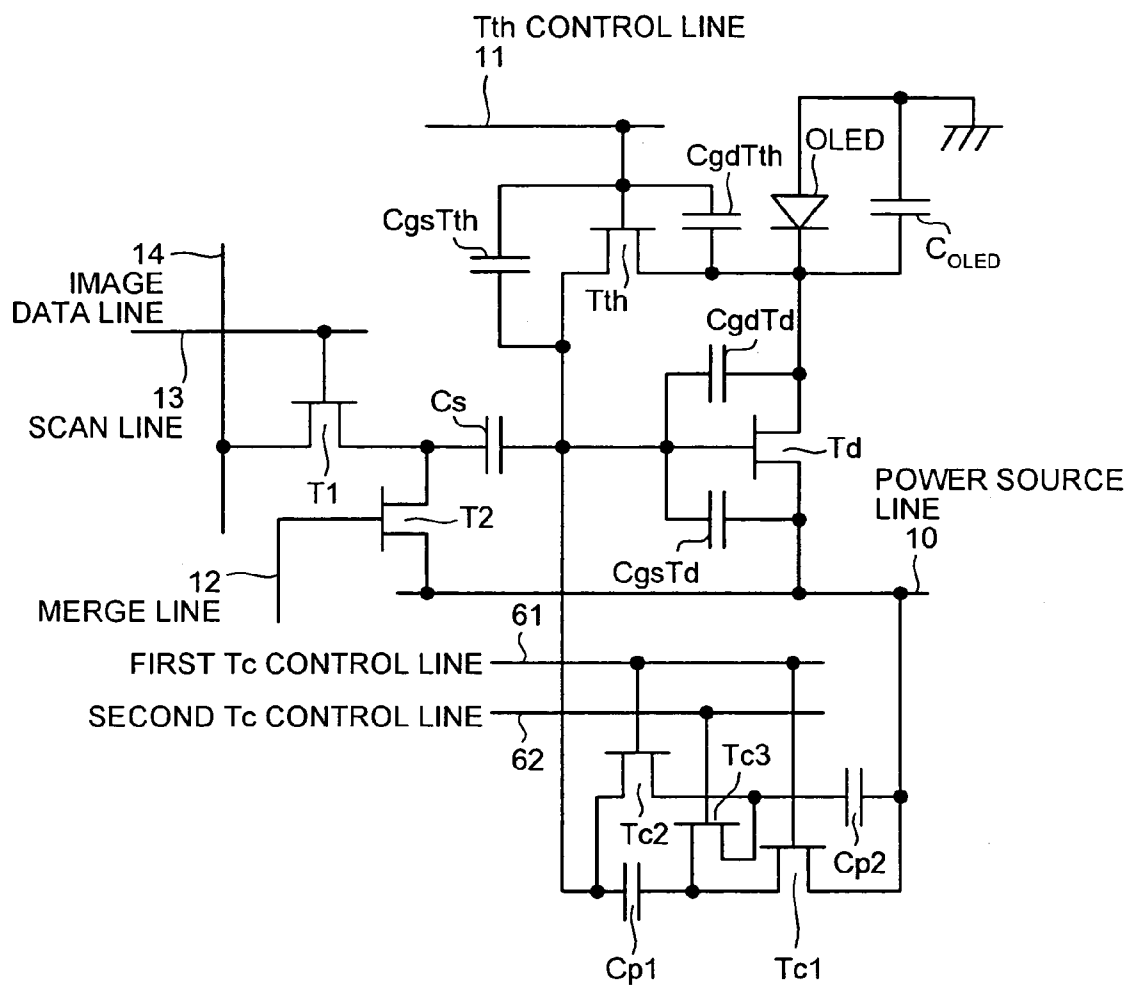 Tth CONTROL LINE
11
OLED
CgdTth
CgsTth
COLED
Tth
14
IMAGE
DATA LINE
13
SCAN LINE
CgdTd
Cs
T1
Td
T2
POWER SOURCE
LINE
10
CgsTd
12
MERGE LINE
61
FIRST Tc CONTROL LINE
SECOND Tc CONTROL LINE
62
Tc3
Tc2
Cp2
Cp1
Tc1